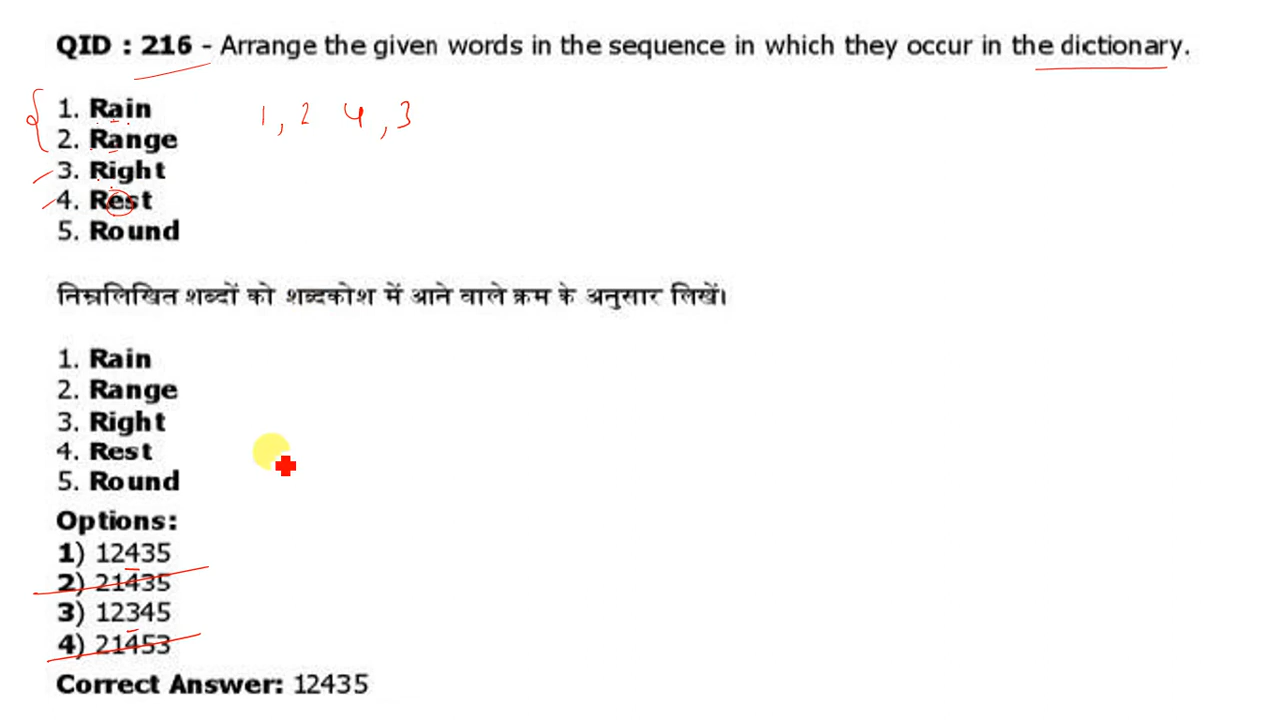 QID : 216 - Arrange the given words in the sequence in which they occur in the dictionary.
1. Rain 1, 2 4, 3
2. Range
3. Right
4. Rest
5. Round
निम्नलिखित शब्दों को शब्दकोश में आने वाले क्रम के अनुसार लिखें।
1. Rain
2. Range
3. Right
4. Rest
5. Round
Options:
1) 12435
2) 21435
3) 12345
4) 21453
Correct Answer: 12435